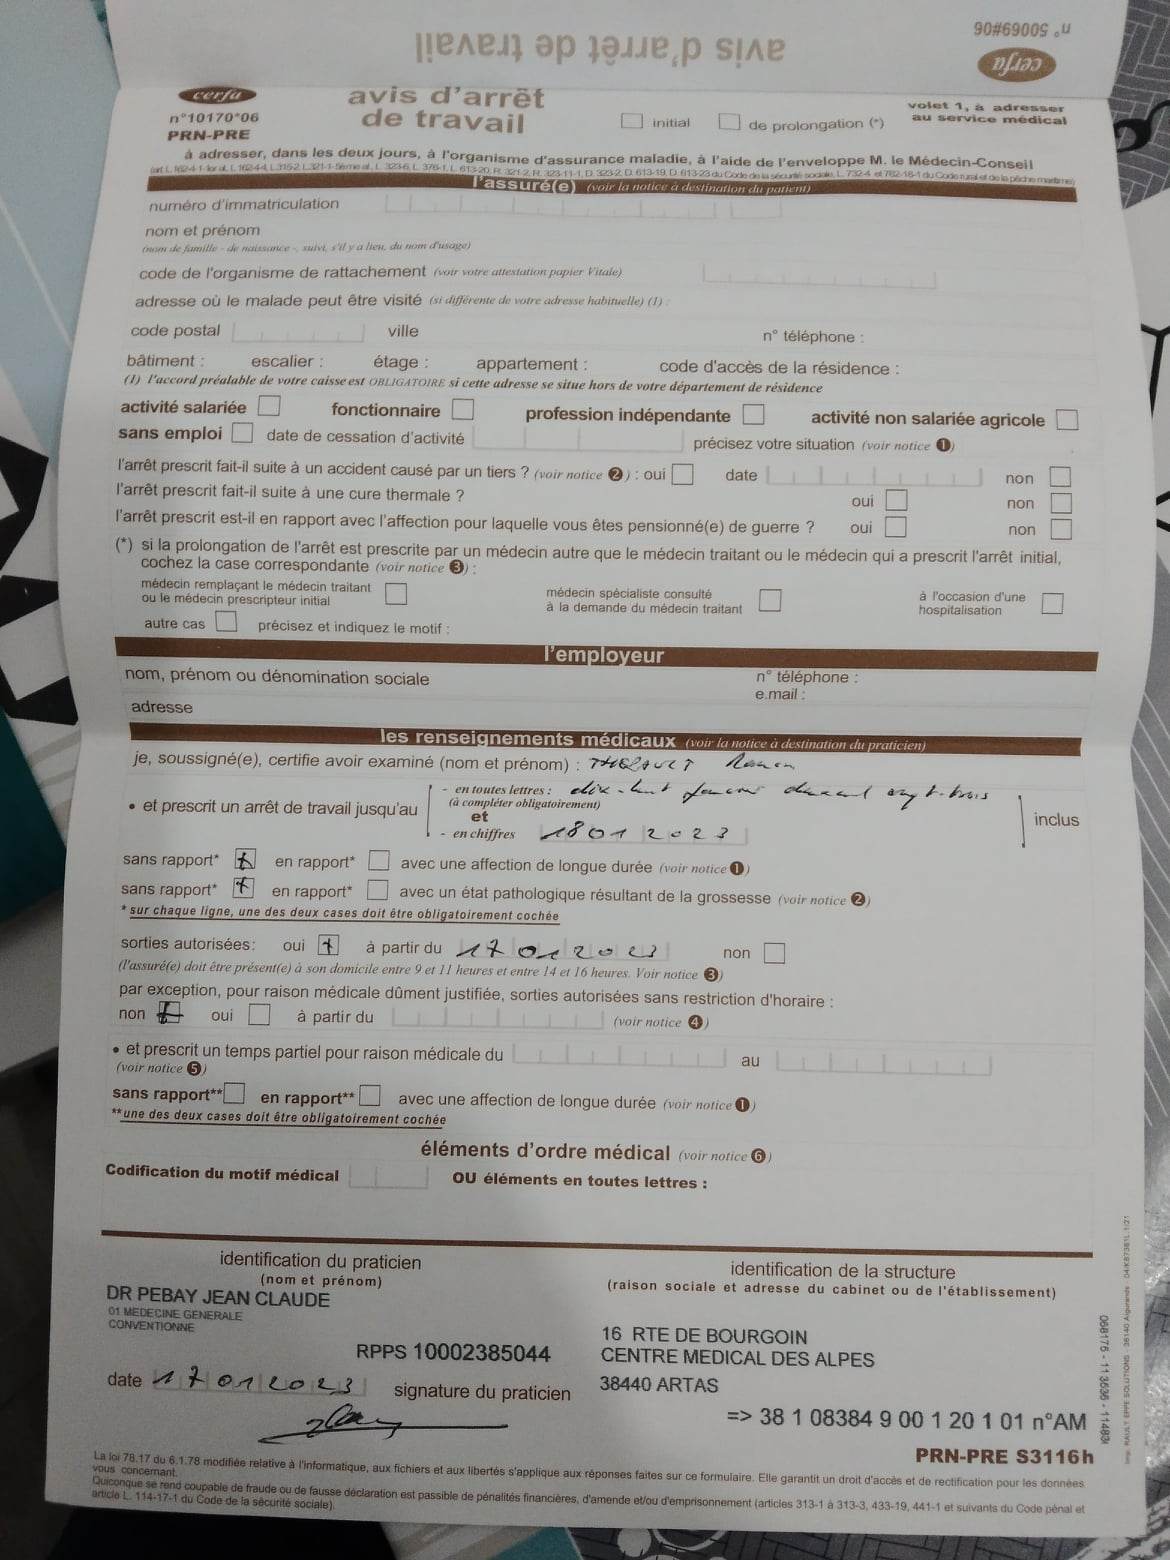 n° 50069#06
cerfa
avis d'arrêt de travail
cerfa
n°10170*06
PRN-PRE
avis d'arrêt
de travail
initial
de prolongation (*)
volet 1, à adresser
au service médical
à adresser, dans les deux jours, à l'organisme d'assurance maladie, à l'aide de l'enveloppe M. le Médecin-Conseil
l'assuré(e) (voir la notice à destination du patient)
numéro d'immatriculation
nom et prénom
(nom de famille - de naissance -, suivi, s'il y a lieu, du nom d'usage)
code de l'organisme de rattachement (voir votre attestation papier Vitale)
adresse où le malade peut être visité (si différente de votre adresse habituelle) (1) :
code postal ville n° téléphone :
bâtiment : escalier : étage : appartement : code d'accès de la résidence :
(1) l'accord préalable de votre caisse est OBLIGATOIRE si cette adresse se situe hors de votre département de résidence
activité salariée fonctionnaire profession indépendante activité non salariée agricole
sans emploi date de cessation d'activité précisez votre situation (voir notice 1)
l'arrêt prescrit fait-il suite à un accident causé par un tiers ? (voir notice 2) : oui date non
l'arrêt prescrit fait-il suite à une cure thermale ? oui non
l'arrêt prescrit est-il en rapport avec l'affection pour laquelle vous êtes pensionné(e) de guerre ? oui non
(*) si la prolongation de l'arrêt est prescrite par un médecin autre que le médecin traitant ou le médecin qui a prescrit l'arrêt initial,
cochez la case correspondante (voir notice 3) :
médecin remplaçant le médecin traitant
ou le médecin prescripteur initial
médecin spécialiste consulté
à la demande du médecin traitant
à l'occasion d'une
hospitalisation
autre cas précisez et indiquez le motif :
l'employeur
nom, prénom ou dénomination sociale n° téléphone :
e.mail :
adresse
les renseignements médicaux (voir la notice à destination du praticien)
je, soussigné(e), certifie avoir examiné (nom et prénom) :
- en toutes lettres : dix-huit janvier deux mil vingt-trois
(à compléter obligatoirement)
• et prescrit un arrêt de travail jusqu'au et inclus
- en chiffres 18 01 2023
sans rapport* en rapport* avec une affection de longue durée (voir notice 1)
sans rapport* en rapport* avec un état pathologique résultant de la grossesse (voir notice 2)
* sur chaque ligne, une des deux cases doit être obligatoirement cochée
sorties autorisées: oui à partir du 17 01 2023 non
(l'assuré(e) doit être présent(e) à son domicile entre 9 et 11 heures et entre 14 et 16 heures. Voir notice 3)
par exception, pour raison médicale dûment justifiée, sorties autorisées sans restriction d'horaire :
non oui à partir du (voir notice 4)
• et prescrit un temps partiel pour raison médicale du au
(voir notice 5)
sans rapport** en rapport** avec une affection de longue durée (voir notice 1)
**une des deux cases doit être obligatoirement cochée
éléments d'ordre médical (voir notice 6)
Codification du motif médical OU éléments en toutes lettres :
identification du praticien
(nom et prénom)
identification de la structure
(raison sociale et adresse du cabinet ou de l'établissement)
DR PEBAY JEAN CLAUDE
01 MEDECINE GENERALE
CONVENTIONNE
RPPS 10002385044
16 RTE DE BOURGOIN
CENTRE MEDICAL DES ALPES
38440 ARTAS
date 17 01 2023 signature du praticien
=> 38 1 08384 9 00 1 20 1 01 n°AM
PRN-PRE S3116h
La loi 78.17 du 6.1.78 modifiée relative à l'informatique, aux fichiers et aux libertés s'applique aux réponses faites sur ce formulaire. Elle garantit un droit d'accès et de rectification pour les données
vous concernant.
Quiconque se rend coupable de fraude ou de fausse déclaration est passible de pénalités financières, d'amende et/ou d'emprisonnement (articles 313-1 à 313-3, 433-19, 441-1 et suivants du Code pénal et
article L. 114-17-1 du Code de la sécurité sociale).